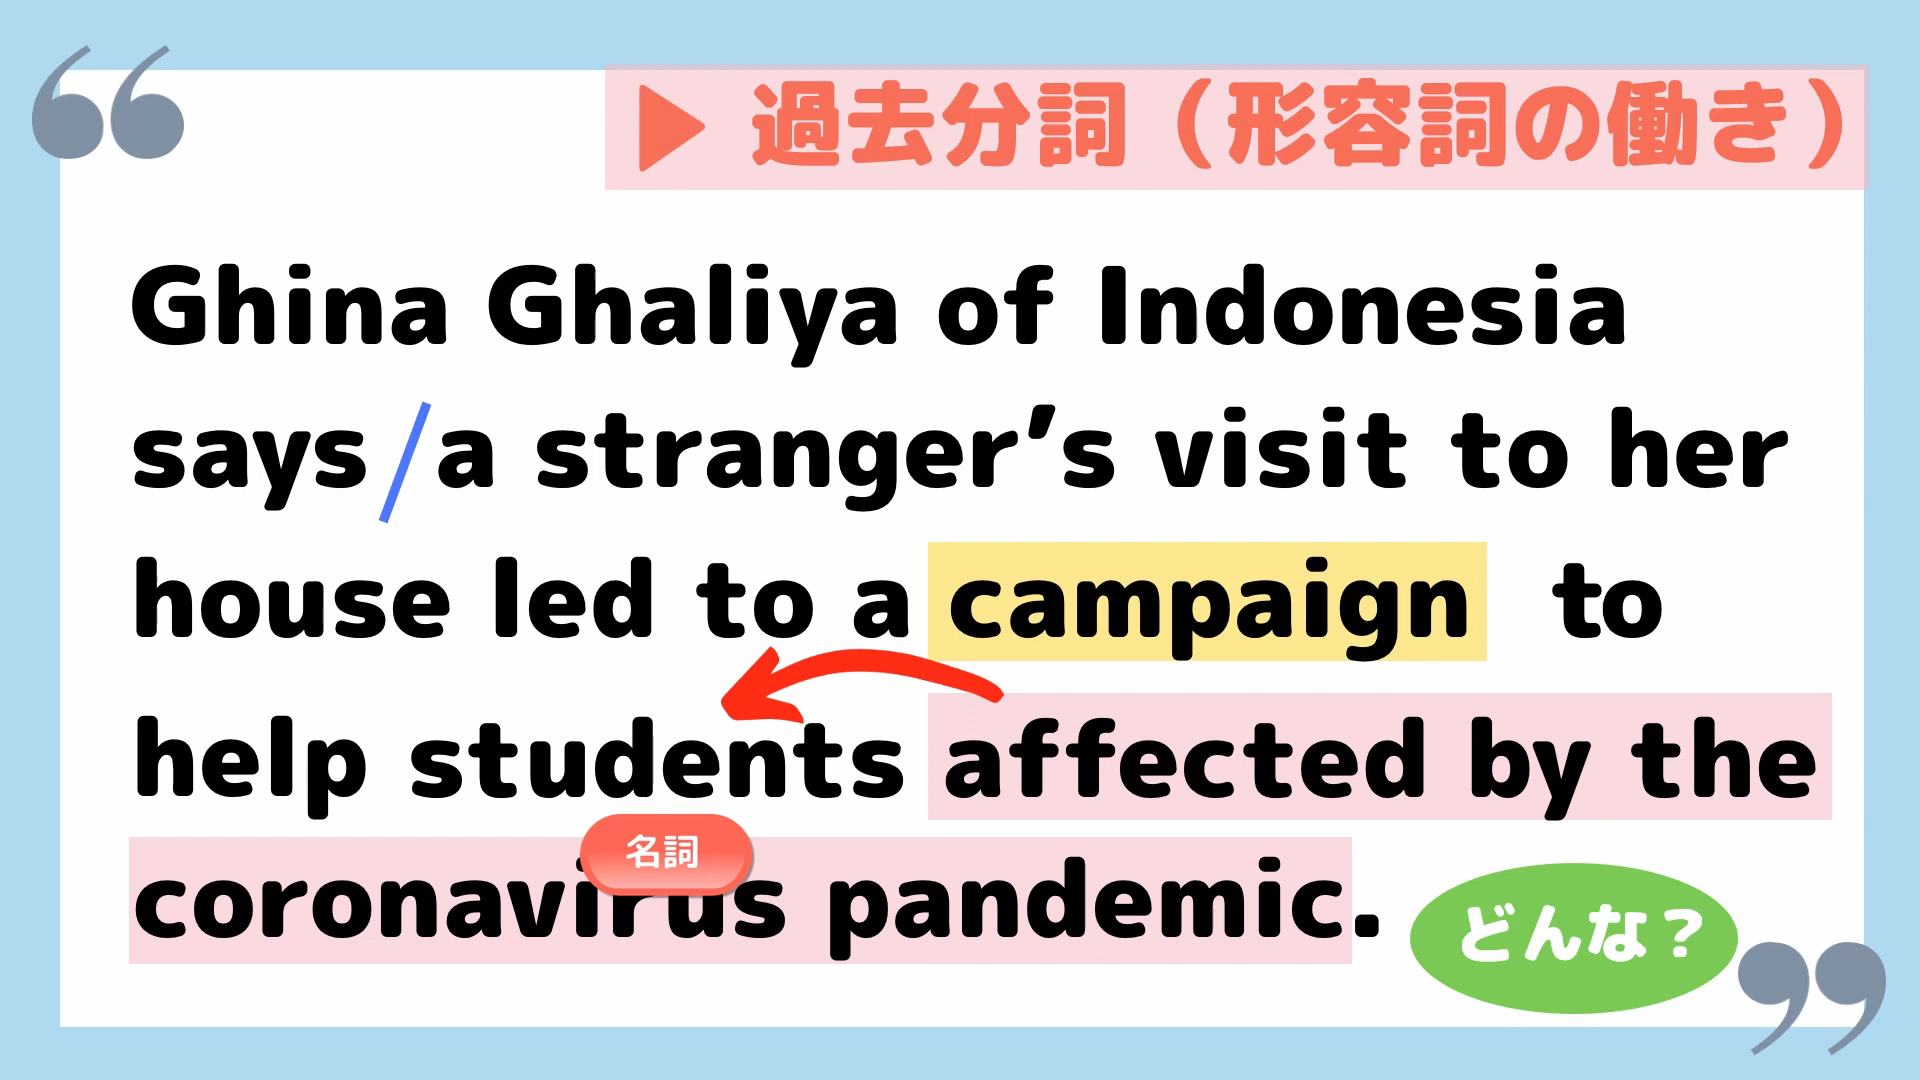 ▶ 過去分詞（形容詞の働き）
Ghina Ghaliya of Indonesia
says/a stranger’s visit to her
house led to a campaign to
help students affected by the
名詞
coronavirus pandemic.
どんな？